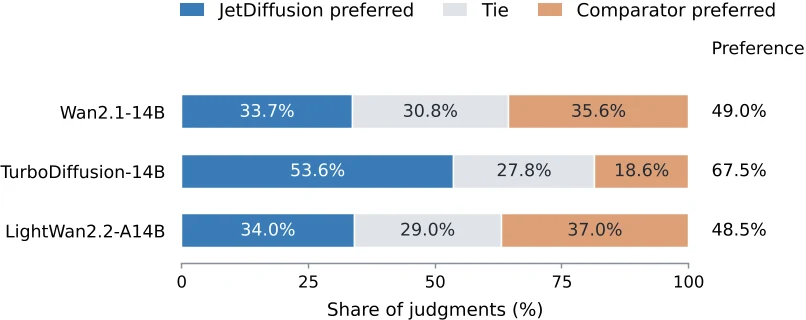 JetDiffusion preferred Tie Comparator preferred
Preference
Wan2.1-14B 33.7% 30.8% 35.6% 49.0%
TurboDiffusion-14B 53.6% 27.8% 18.6% 67.5%
LightWan2.2-A14B 34.0% 29.0% 37.0% 48.5%
0 25 50 75 100
Share of judgments (%)